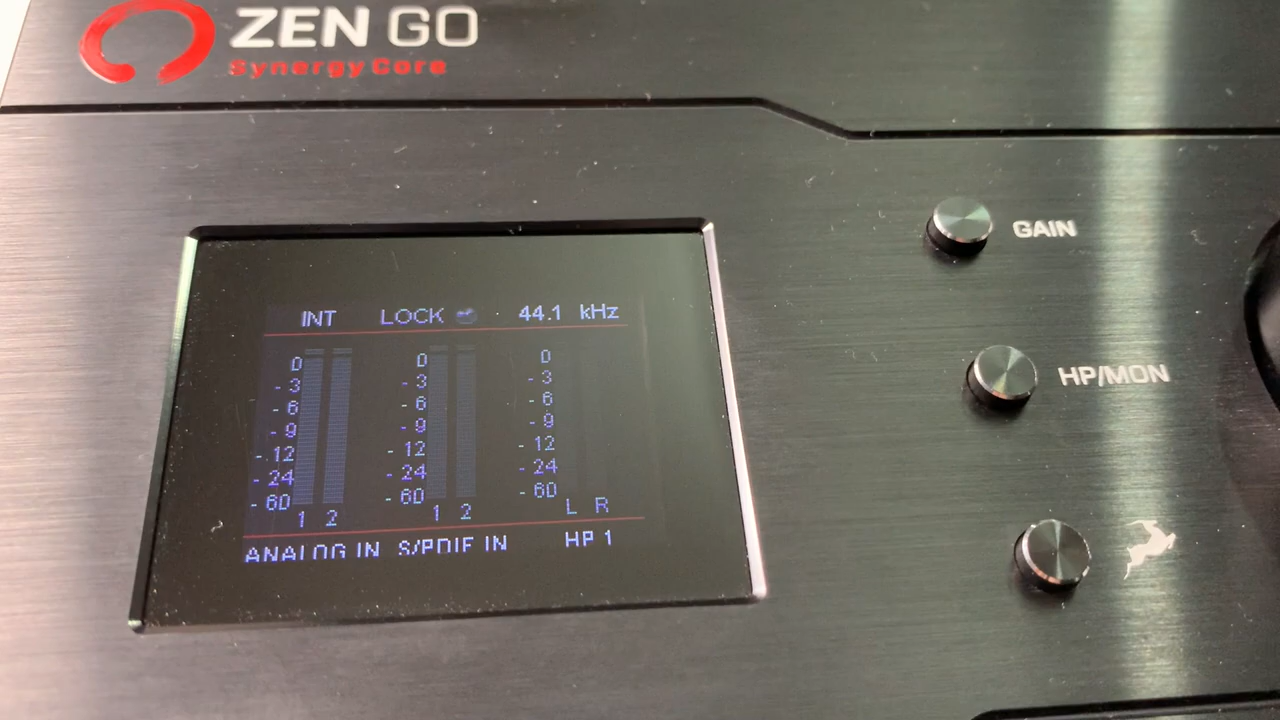 ZEN GO
SynergyCore
GAIN
HP/MON
INT LOCK 44.1 kHz
0 0 0
-3 -3 -3
-6 -6 -6
-9 -9 -9
-12 -12 -12
-24 -24 -24
-60 -60 -60
1 2 1 2 L R
ANALOG IN S/PDIF IN HP 1